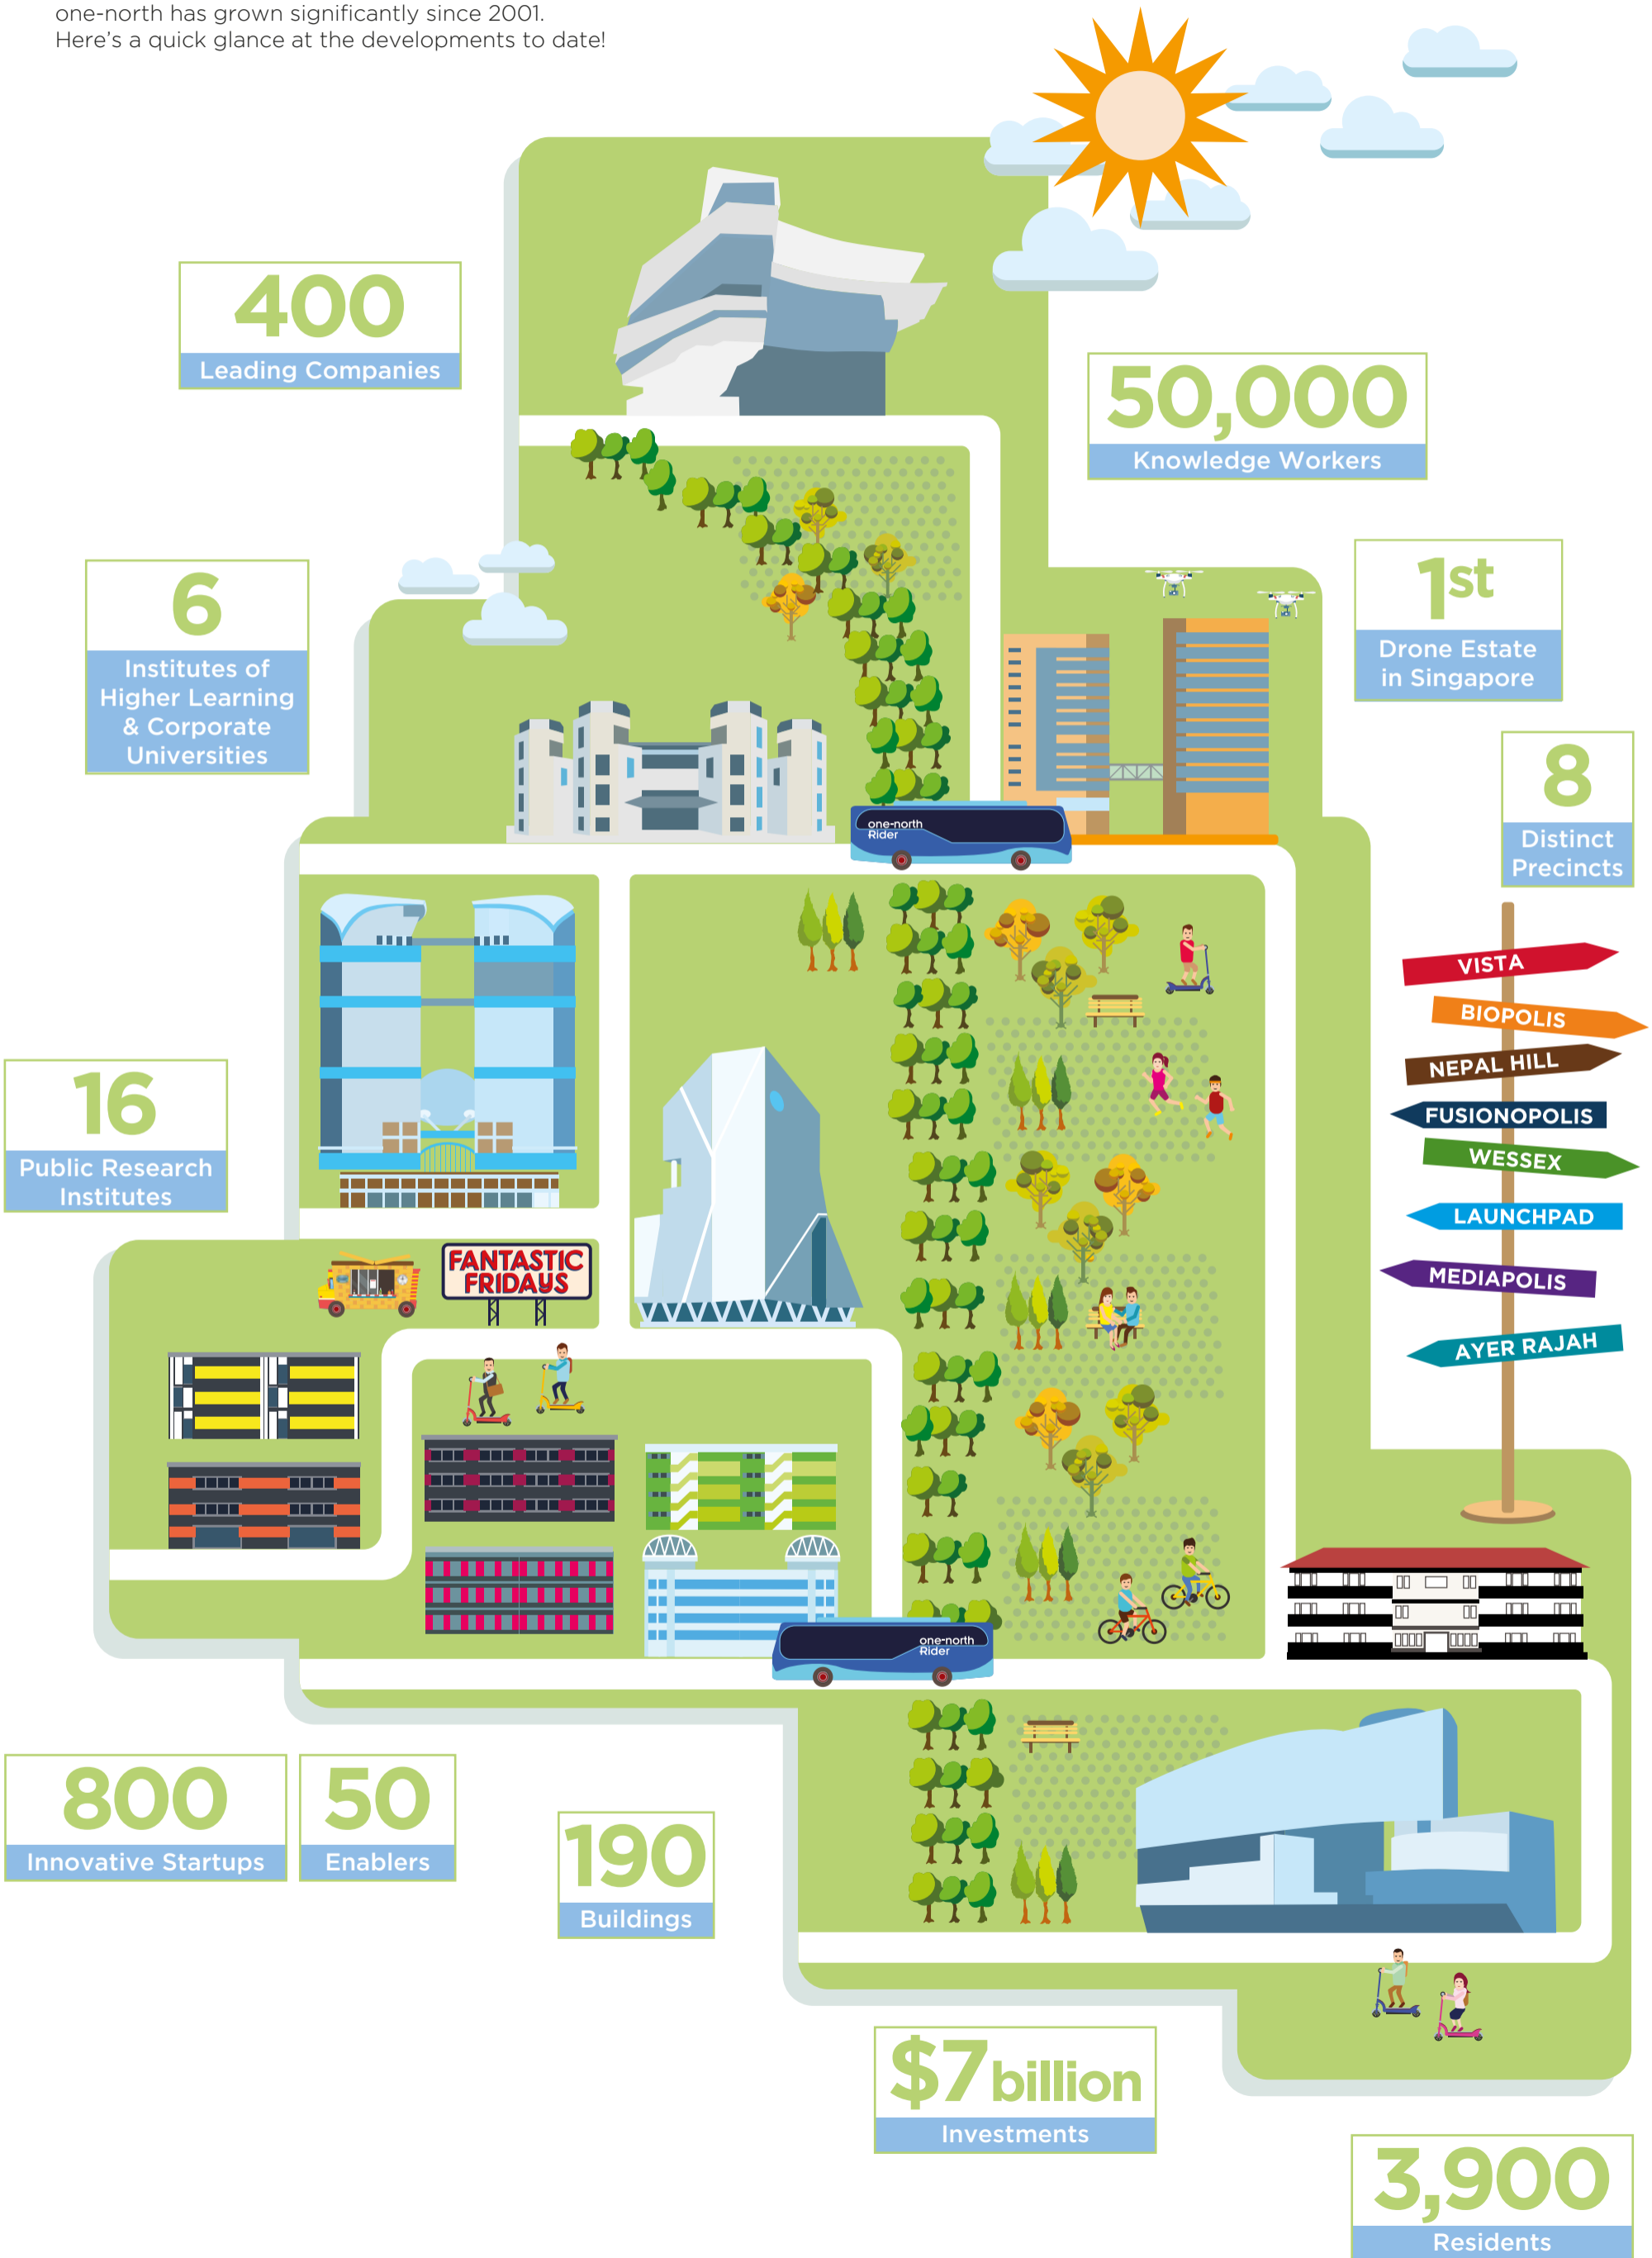 one-north has grown significantly since 2001.
Here's a quick glance at the developments to date!
400
Leading Companies
50,000
Knowledge Workers
6
Institutes of
Higher Learning
& Corporate
Universities
1st
Drone Estate
in Singapore
8
Distinct
Precincts
one-north
Rider
VISTA
BIOPOLIS
NEPAL HILL
FUSIONOPOLIS
WESSEX
LAUNCHPAD
MEDIAPOLIS
AYER RAJAH
16
Public Research
Institutes
FANTASTIC
FRIDAYS
one-north
Rider
800
Innovative Startups
50
Enablers
190
Buildings
$7 billion
Investments
3,900
Residents